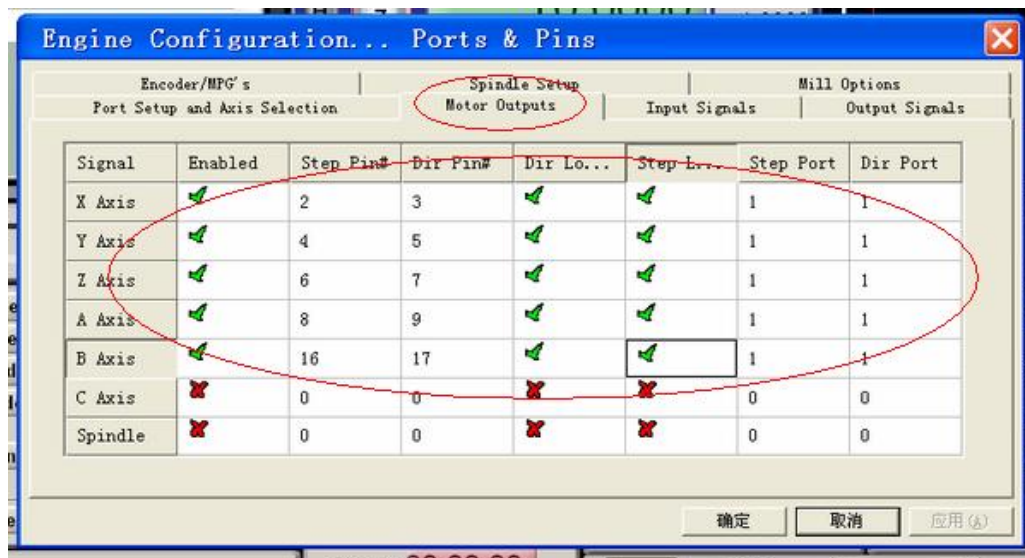 Engine Configuration... Ports & Pins
Encoder/MPG's Spindle Setup Mill Options
Port Setup and Axis Selection Motor Outputs Input Signals Output Signals
Signal Enabled Step Pin# Dir Pin# Dir Lo... Step L... Step Port Dir Port
X Axis 2 3 1 1
Y Axis 4 5 1 1
Z Axis 6 7 1 1
A Axis 8 9 1 1
B Axis 16 17 1 1
C Axis 0 0 0 0
Spindle 0 0 0 0
确定 取消 应用(A)